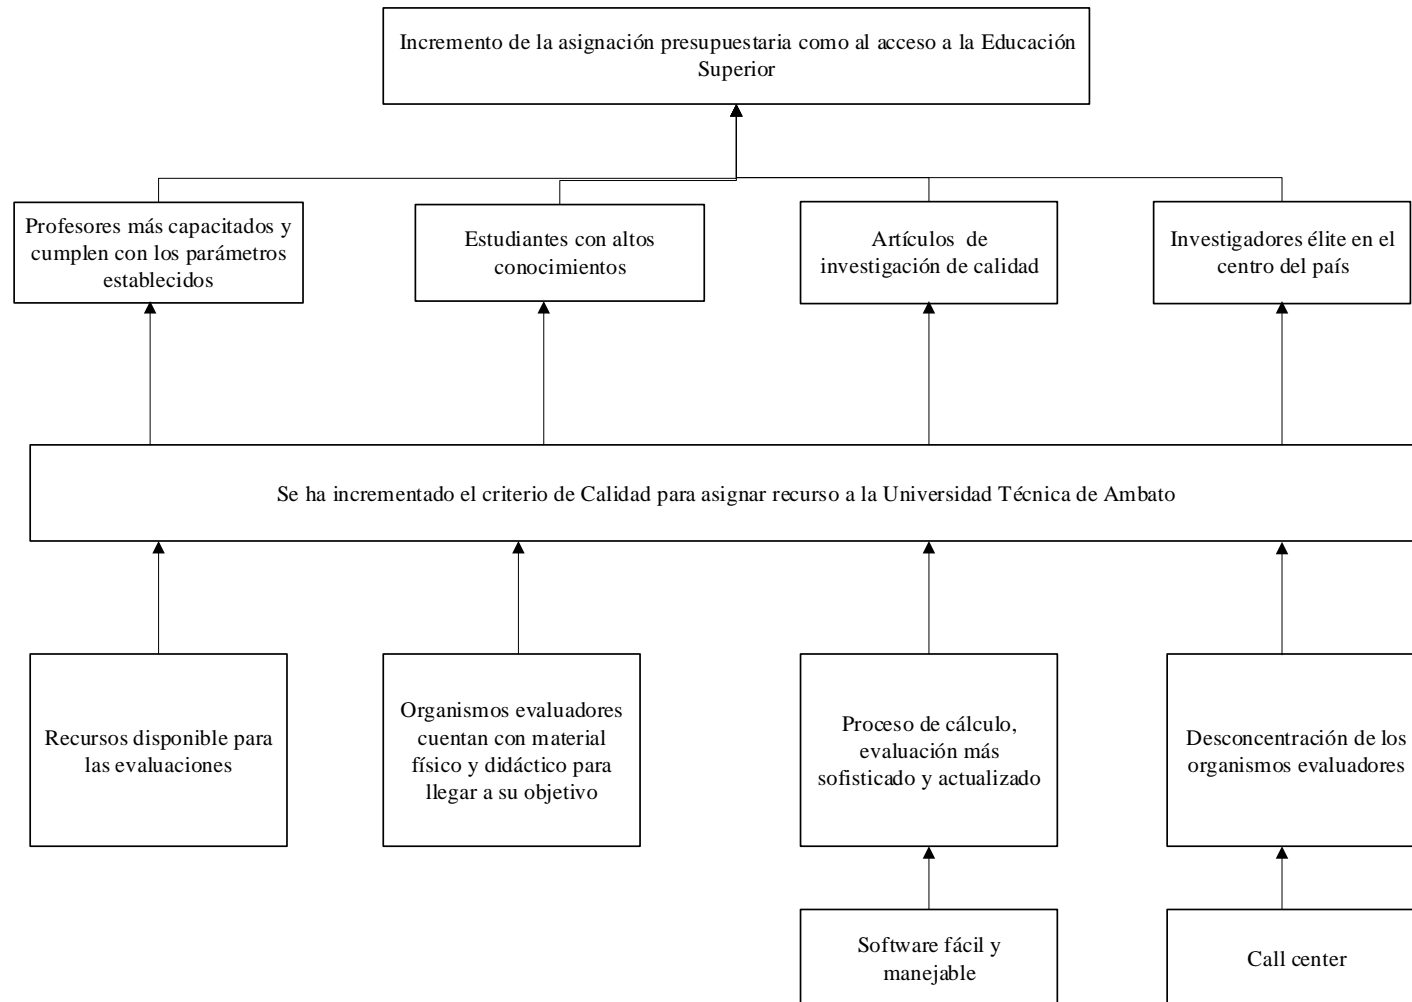 Incremento de la asignación presupuestaria como al acceso a la Educación
Superior
Profesores más capacitados y
cumplen con los parámetros
establecidos
Estudiantes con altos
conocimientos
Artículos de
investigación de calidad
Investigadores élite en el
centro del país
Se ha incrementado el criterio de Calidad para asignar recurso a la Universidad Técnica de Ambato
Recursos disponible para
las evaluaciones
Organismos evaluadores
cuentan con material
físico y didáctico para
llegar a su objetivo
Proceso de cálculo,
evaluación más
sofisticado y actualizado
Desconcentración de los
organismos evaluadores
Software fácil y
manejable
Call center